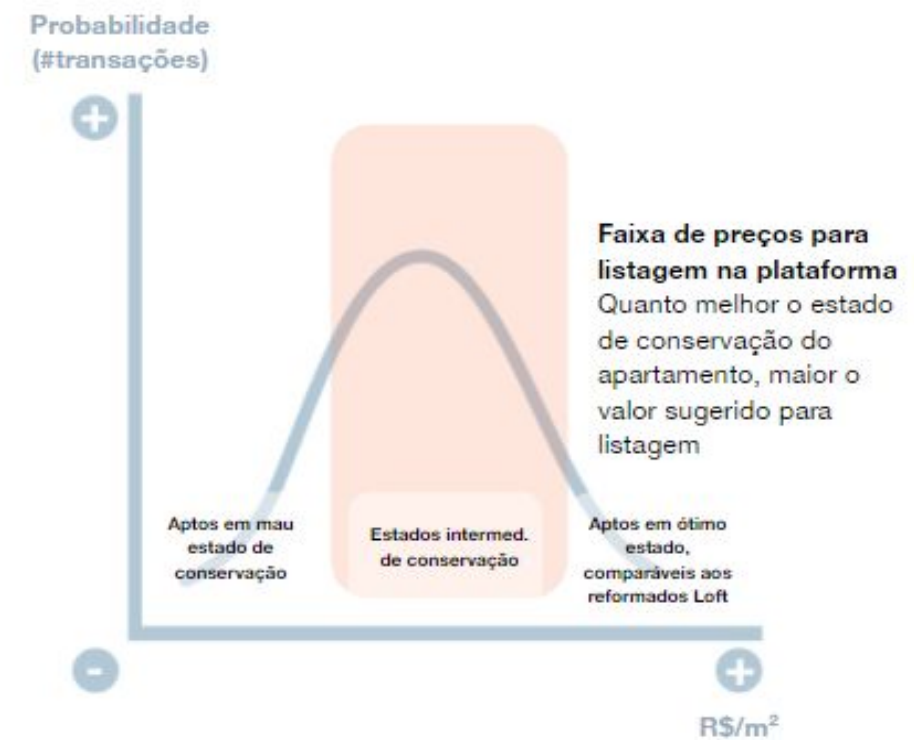 Probabilidade
(#transações)
+
Faixa de preços para
listagem na plataforma
Quanto melhor o estado
de conservação do
apartamento, maior o
valor sugerido para
listagem
Aptos em mau
estado de
conservação
Estados intermed.
de conservação
Aptos em ótimo
estado,
comparáveis aos
reformados Loft
-
+
R$/m²